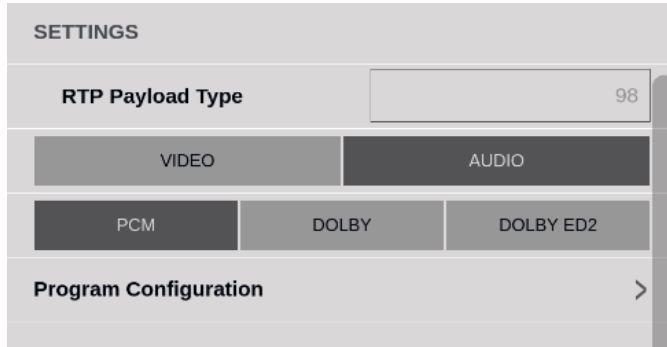 SETTINGS
RTP Payload Type 98
VIDEO AUDIO
PCM DOLBY DOLBY ED2
Program Configuration >